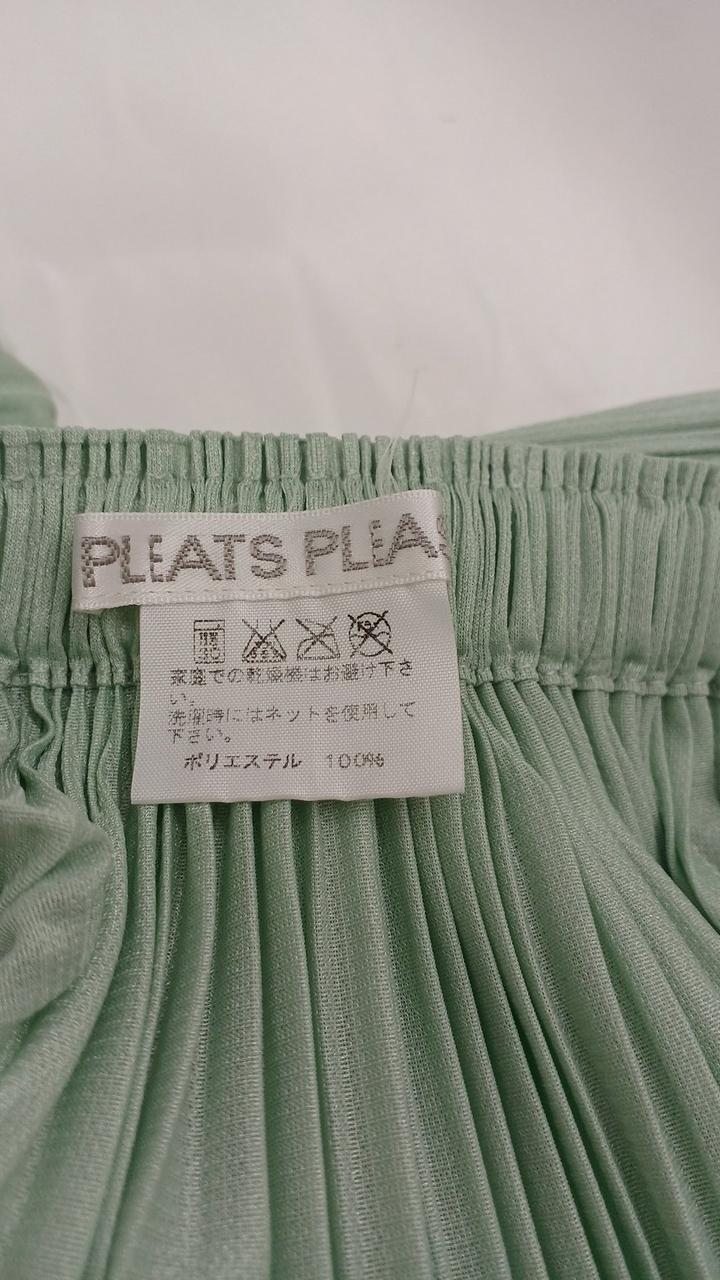 PLEATS PLEAS
家庭での乾燥機はお避け下さ
い。
洗濯時にはネットを使用して
下さい。
ポリエステル 100%